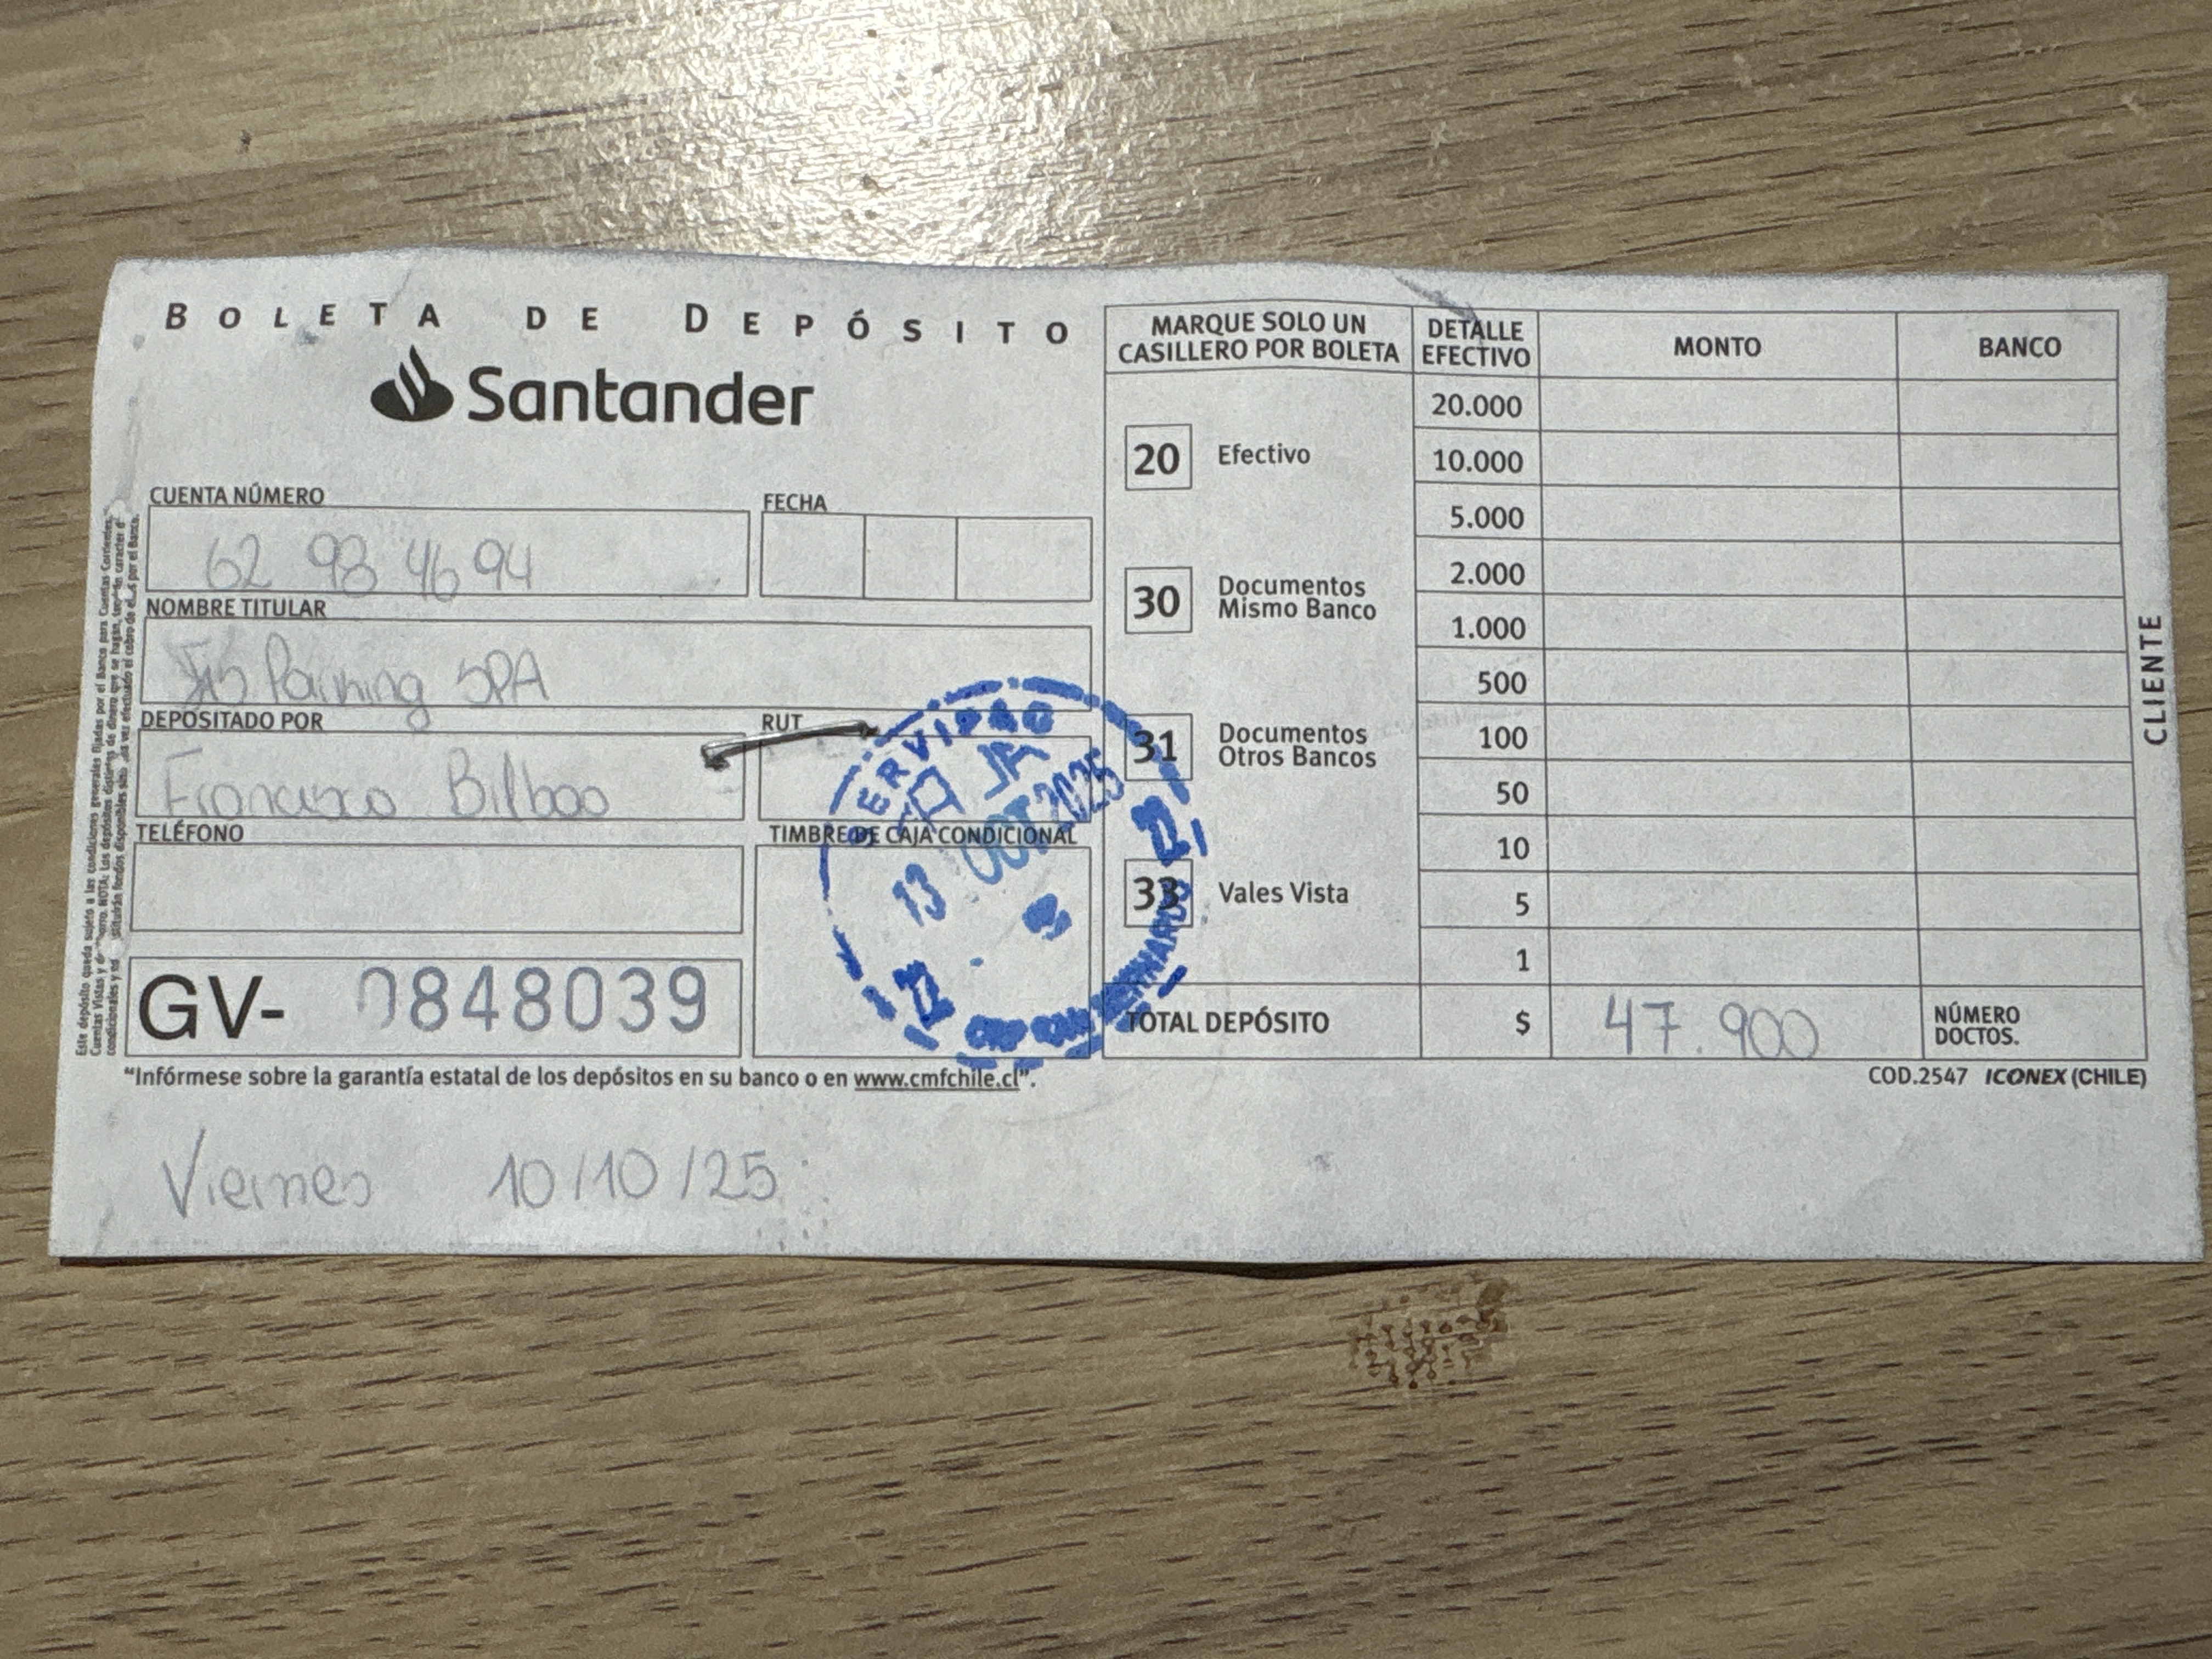 BOLETA DE DEPÓSITO
Santander
CUENTA NÚMERO
62 98 46 94
FECHA
NOMBRE TITULAR
Parking SPA
DEPOSITADO POR
Francisco Bilbao
RUT
TELÉFONO
TIMBRE DE CAJA CONDICIONAL
13 OCT 2025
GV- 0848039
"Infórmese sobre la garantía estatal de los depósitos en su banco o en www.cmfchile.cl".
Viernes 10/10/25
MARQUE SOLO UN CASILLERO POR BOLETA
20 Efectivo
30 Documentos Mismo Banco
31 Documentos Otros Bancos
33 Vales Vista
DETALLE EFECTIVO
MONTO
BANCO
20.000
10.000
5.000
2.000
1.000
500
100
50
10
5
1
TOTAL DEPÓSITO $ 47.900
NÚMERO DOCTOS.
COD.2547 ICONEX (CHILE)
CLIENTE